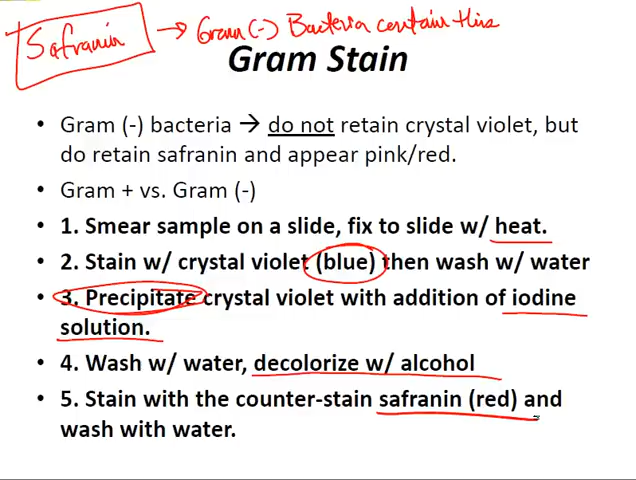 Safranin → Gram (-) Bacteria contain this
Gram Stain
• Gram (-) bacteria → do not retain crystal violet, but
do retain safranin and appear pink/red.
• Gram + vs. Gram (-)
• 1. Smear sample on a slide, fix to slide w/ heat.
• 2. Stain w/ crystal violet (blue) then wash w/ water
• 3. Precipitate crystal violet with addition of iodine
solution.
• 4. Wash w/ water, decolorize w/ alcohol
• 5. Stain with the counter-stain safranin (red) and
wash with water.